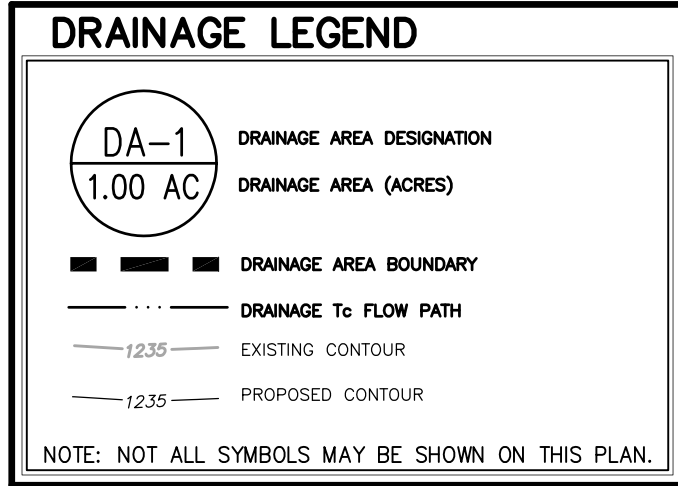 DRAINAGE LEGEND
DA-1 DRAINAGE AREA DESIGNATION
1.00 AC DRAINAGE AREA (ACRES)
DRAINAGE AREA BOUNDARY
DRAINAGE Tc FLOW PATH
1235 EXISTING CONTOUR
1235 PROPOSED CONTOUR
NOTE: NOT ALL SYMBOLS MAY BE SHOWN ON THIS PLAN.